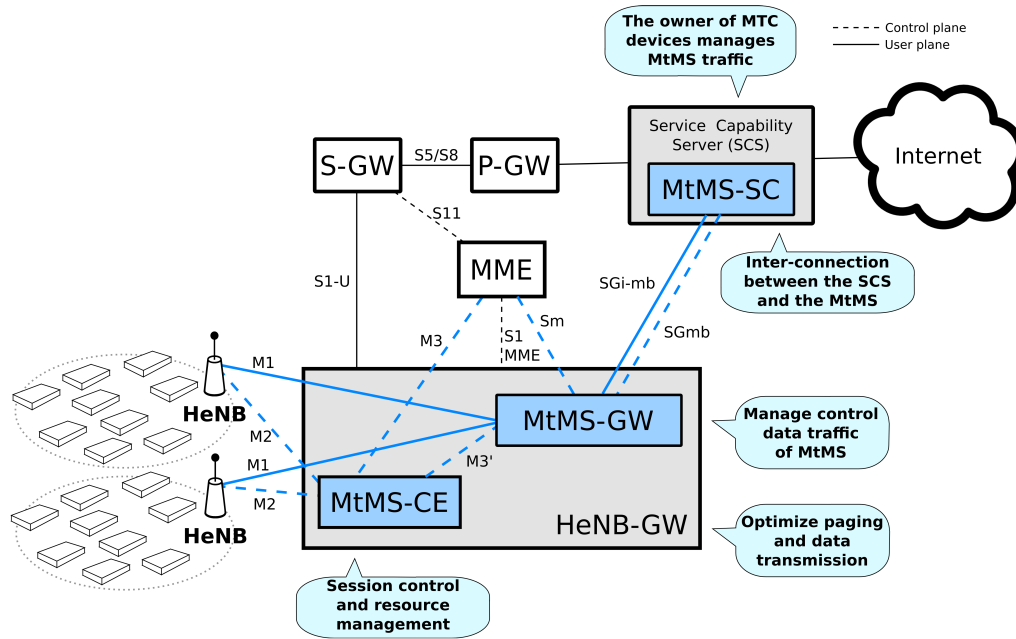 The owner of MTC
devices manages
MtMS traffic
Control plane
User plane
Service Capability
Server (SCS)
MtMS-SC
Internet
S-GW
S5/S8
P-GW
S11
MME
Inter-connection
between the SCS
and the MtMS
S1-U
SGi-mb
SGmb
M3
S1
MME
Sm
M1
HeNB
M2
M1
M2
HeNB
MtMS-GW
M3'
MtMS-CE
HeNB-GW
Manage control
data traffic
of MtMS
Optimize paging
and data
transmission
Session control
and resource
management